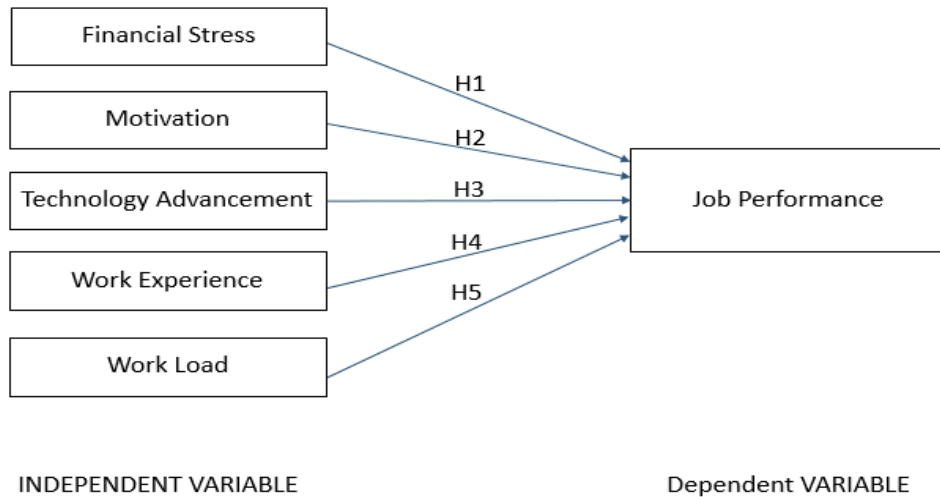 Financial Stress
H1
Motivation
H2
Technology Advancement
H3
Job Performance
Work Experience
H4
Work Load
H5
INDEPENDENT VARIABLE
Dependent VARIABLE